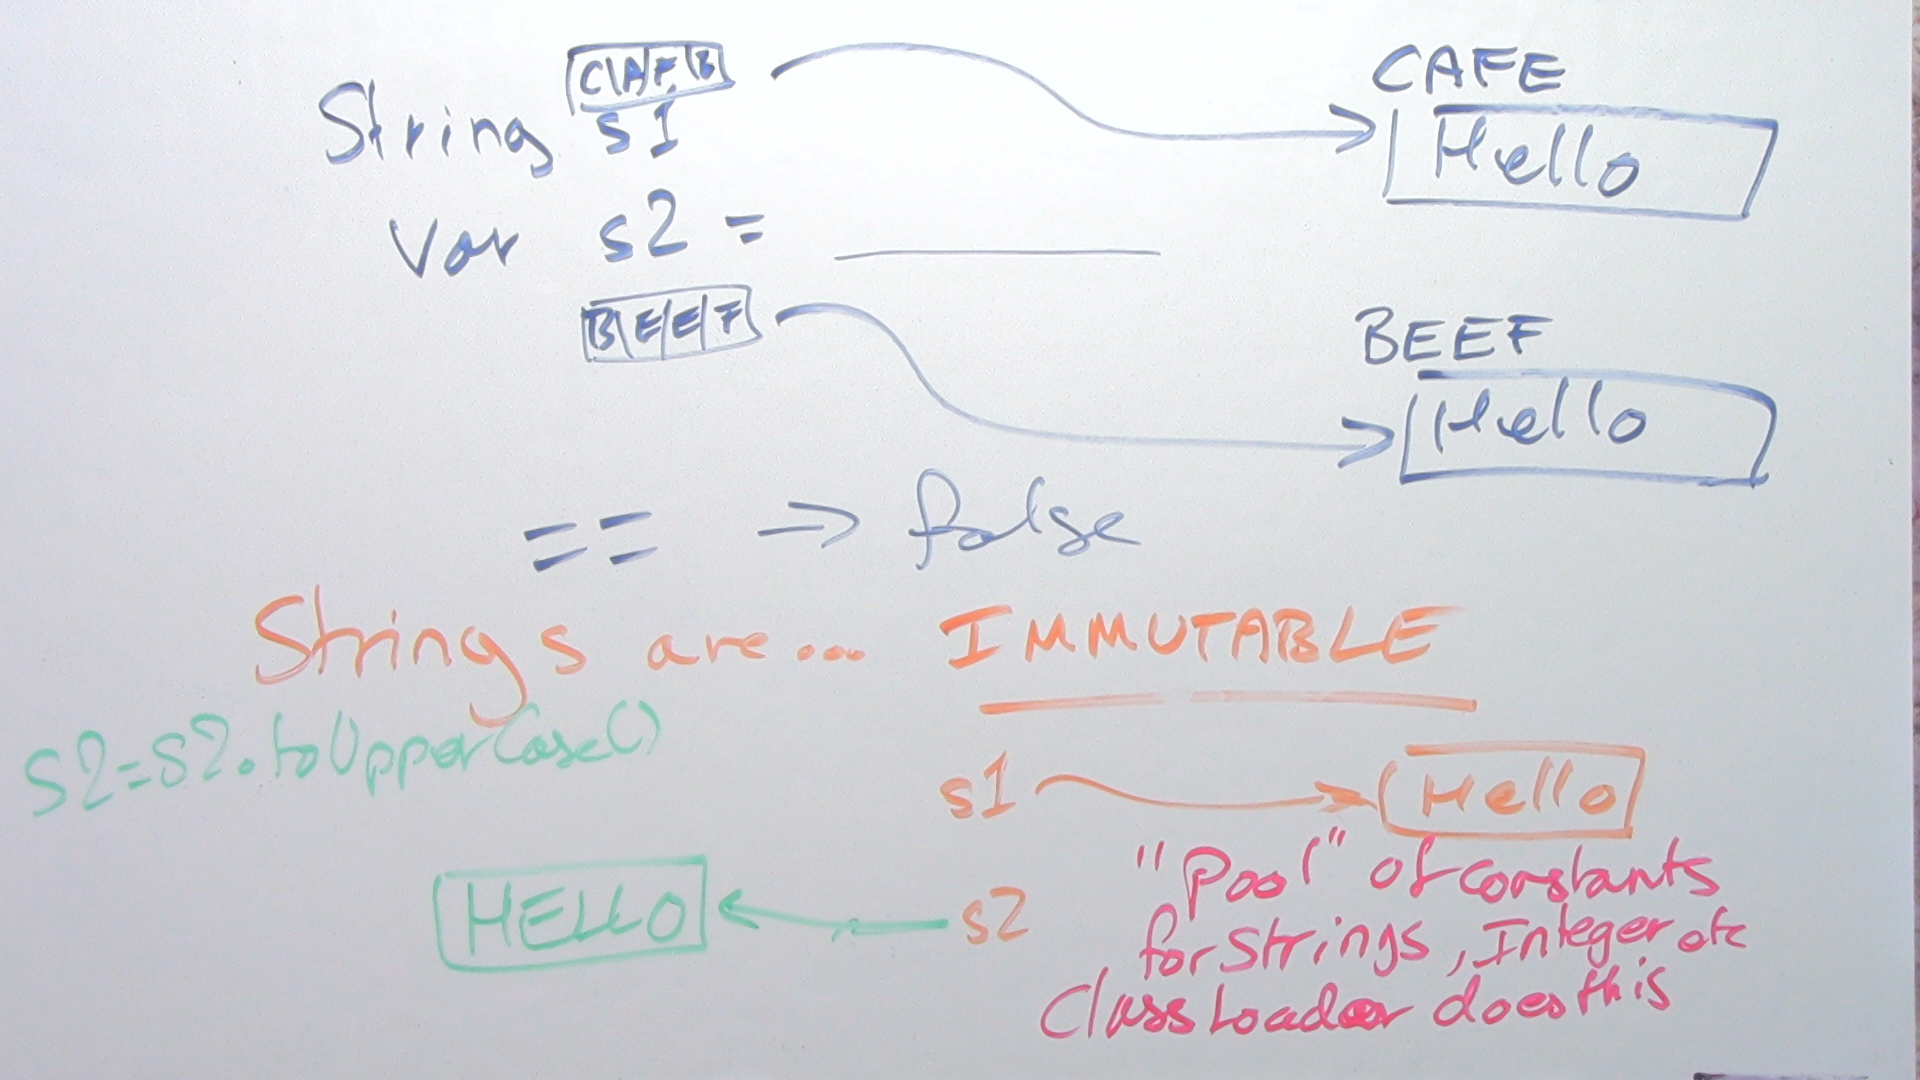 CAFE
CAFE
String s1
Hello
var s2 =
BEEF
BEEF
Hello
== → false
Strings are... IMMUTABLE
s2=s2.toUpperCase()
s1
Hello
"Pool" of constants
HELLO
s2
for Strings, Integer etc
Class Loader does this